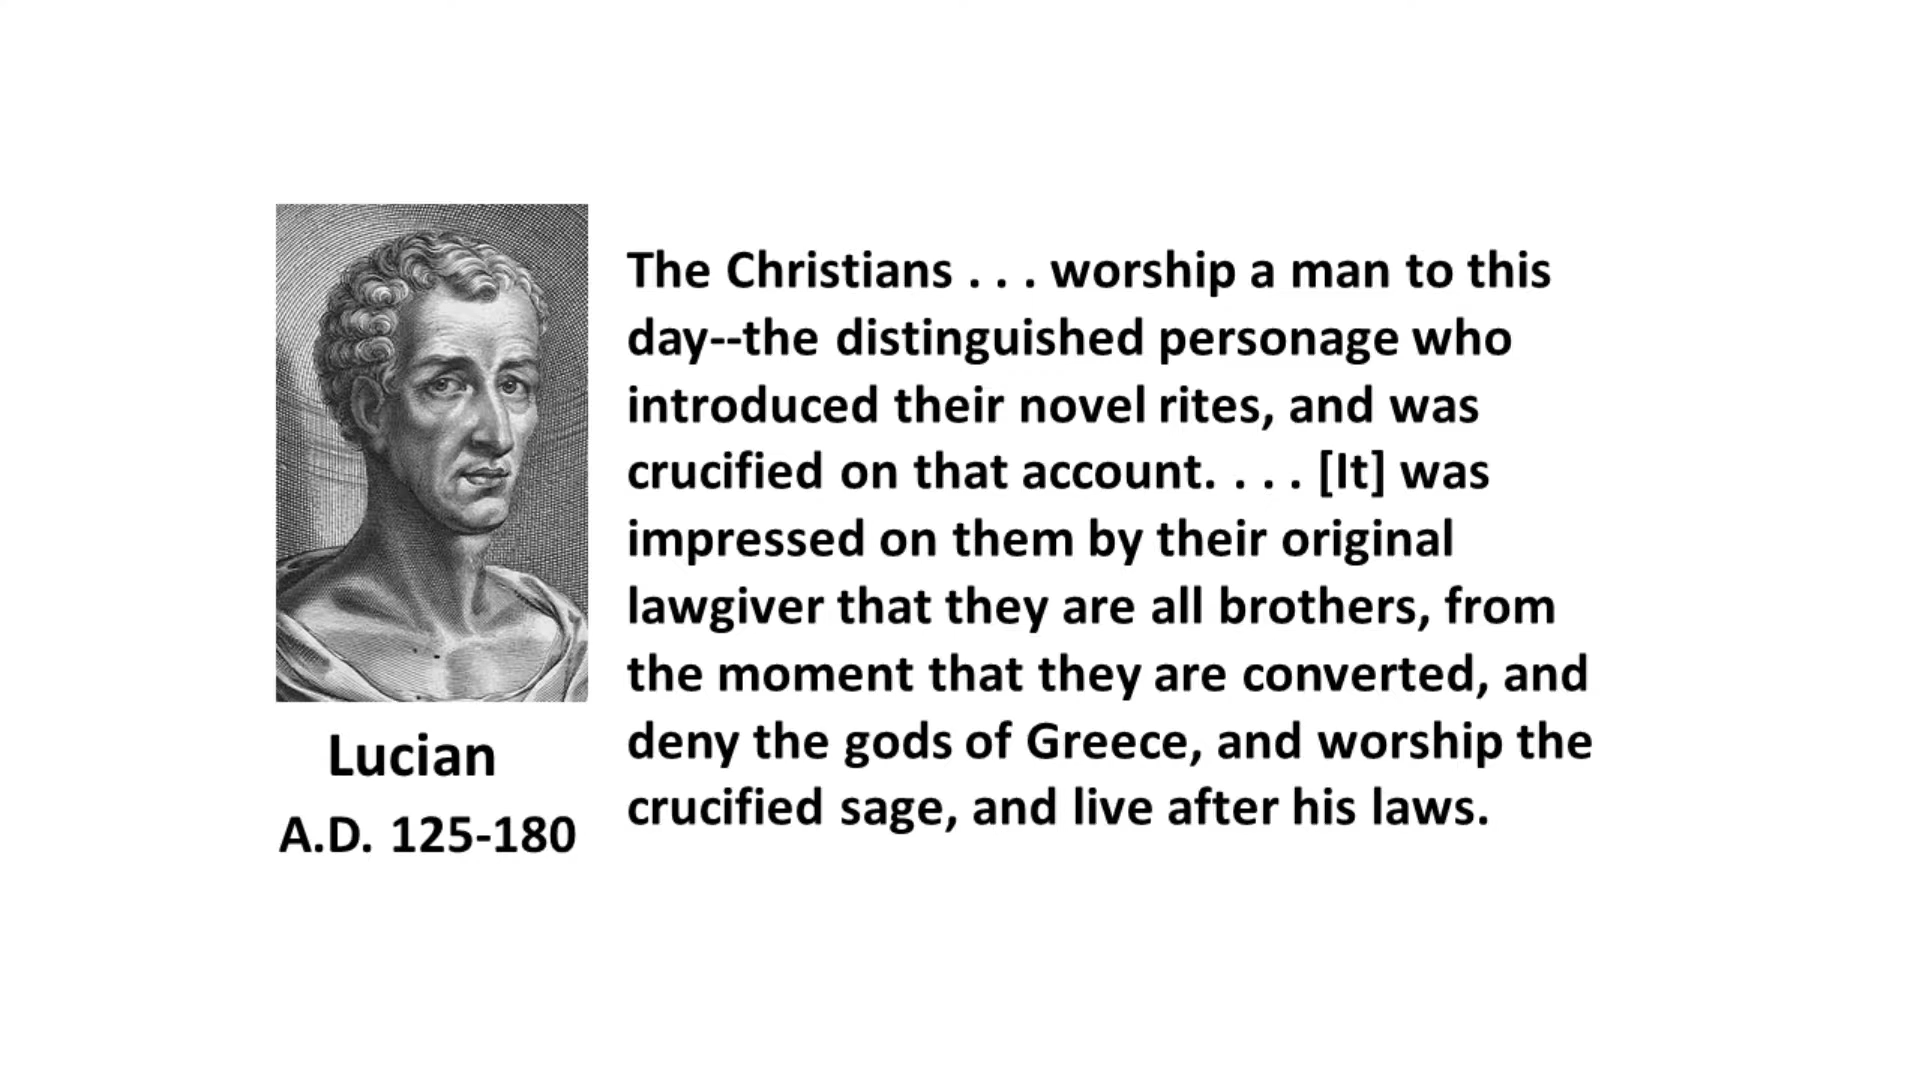 The Christians . . . worship a man to this
day--the distinguished personage who
introduced their novel rites, and was
crucified on that account. . . . [It] was
impressed on them by their original
lawgiver that they are all brothers, from
the moment that they are converted, and
deny the gods of Greece, and worship the
crucified sage, and live after his laws.
Lucian
A.D. 125-180